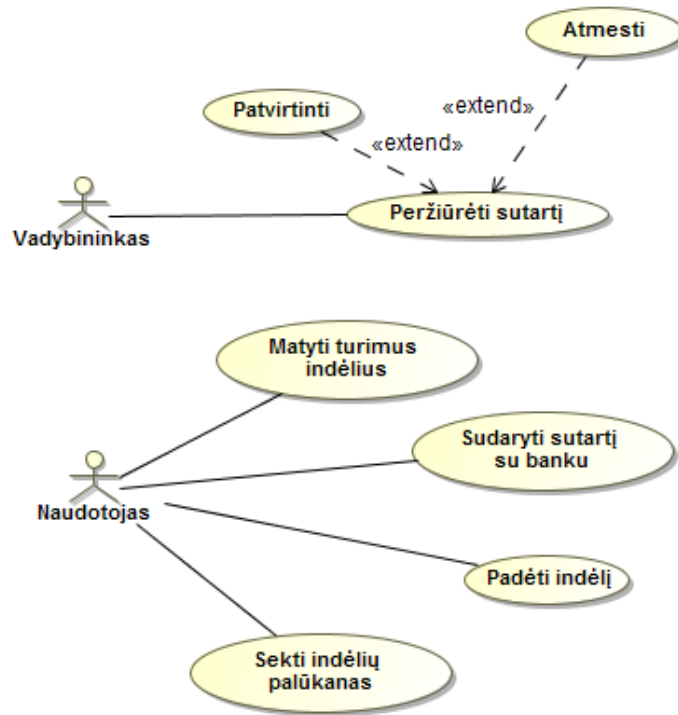 Atmesti
Patvirtinti
«extend»
«extend»
Peržiūrėti sutartį
Vadybininkas
Matyti turimus
indėlius
Sudaryti sutartį
su banku
Naudotojas
Padėti indėlį
Sekti indėlių
palūkanas